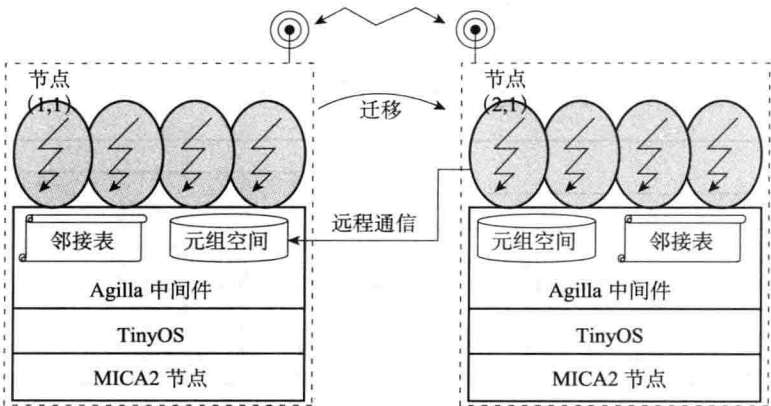 节点
(1,1)
迁移
节点
(2,1)
远程通信
邻接表
元组空间
Agilla 中间件
TinyOS
MICA2 节点
元组空间
邻接表
Agilla 中间件
TinyOS
MICA2 节点